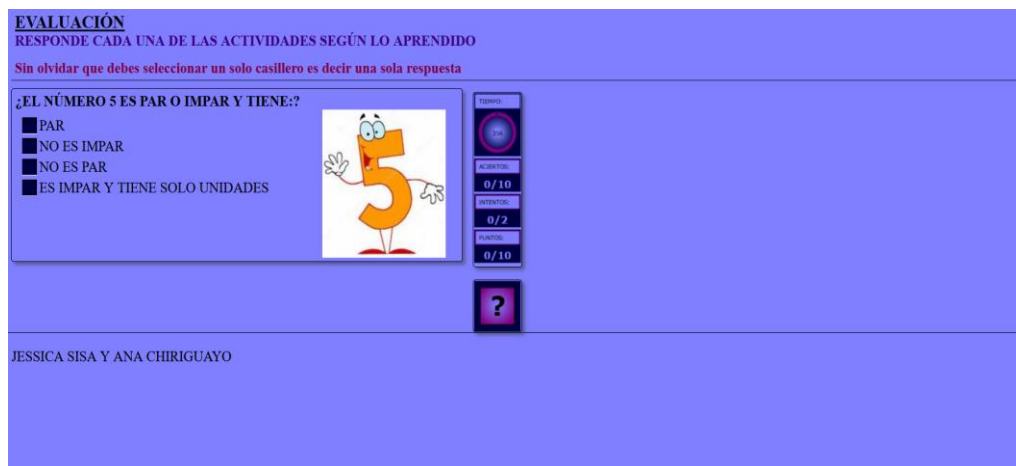 EVALUACIÓN
RESPONDE CADA UNA DE LAS ACTIVIDADES SEGÚN LO APRENDIDO
Sin olvidar que debes seleccionar un solo casillero es decir una sola respuesta
¿EL NÚMERO 5 ES PAR O IMPAR Y TIENE:?
PAR
NO ES IMPAR
NO ES PAR
ES IMPAR Y TIENE SOLO UNIDADES
5
TIEMPO:
ACIERTOS:
0/10
INTENTOS:
0/2
PUNTOS:
0/10
?
JESSICA SISA Y ANA CHIRIGUAYO